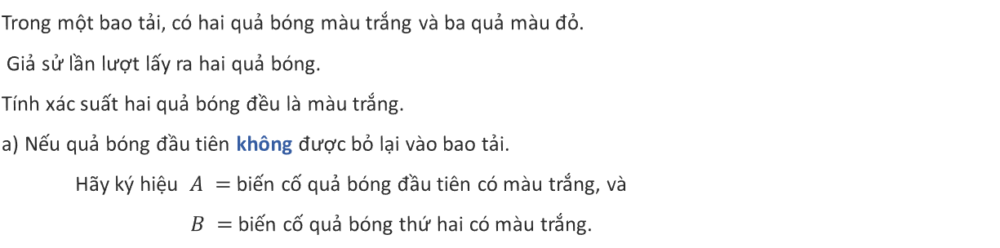 Trong một bao tải, có hai quả bóng màu trắng và ba quả màu đỏ.
Giả sử lần lượt lấy ra hai quả bóng.
Tính xác suất hai quả bóng đều là màu trắng.
a) Nếu quả bóng đầu tiên không được bỏ lại vào bao tải.
Hãy ký hiệu A = biến cố quả bóng đầu tiên có màu trắng, và
B = biến cố quả bóng thứ hai có màu trắng.